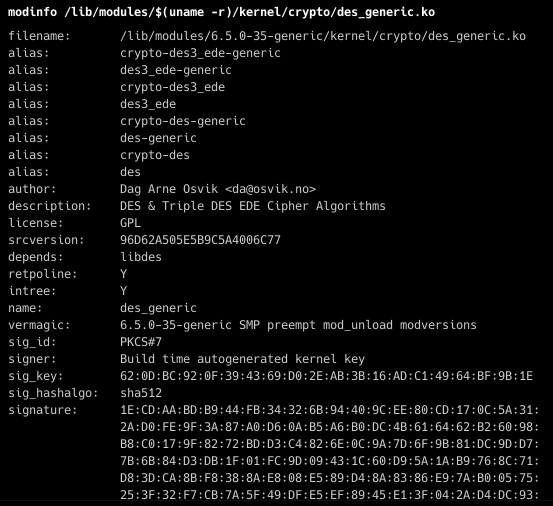 modinfo /lib/modules/$(uname -r)/kernel/crypto/des_generic.ko
filename: /lib/modules/6.5.0-35-generic/kernel/crypto/des_generic.ko
alias: crypto-des3_ede-generic
alias: des3_ede-generic
alias: crypto-des3_ede
alias: des3_ede
alias: crypto-des-generic
alias: des-generic
alias: crypto-des
alias: des
author: Dag Arne Osvik <da@osvik.no>
description: DES & Triple DES EDE Cipher Algorithms
license: GPL
srcversion: 96D62A505E5B9C5A4006C77
depends: libdes
retpoline: Y
intree: Y
name: des_generic
vermagic: 6.5.0-35-generic SMP preempt mod_unload modversions
sig_id: PKCS#7
signer: Build time autogenerated kernel key
sig_key: 62:0D:BC:92:0F:39:43:69:D0:2E:AB:3B:16:AD:C1:49:64:BF:9B:1E
sig_hashalgo: sha512
signature: 1E:CD:AA:BD:B9:44:FB:34:32:6B:94:40:9C:EE:80:CD:17:0C:5A:31:
2A:D0:FE:9F:3A:87:A0:D6:0A:B5:A6:B0:DC:4B:61:64:62:B2:60:98:
B8:C0:17:9F:82:72:BD:D3:C4:82:6E:0C:9A:7D:6F:9B:81:DC:9D:D7:
7B:6B:84:D3:DB:1F:01:FC:9D:09:43:1C:60:D9:5A:1A:B9:76:8C:71:
D8:3D:CA:8B:F8:38:8A:E8:08:E5:89:D4:8A:83:86:E9:7A:B0:05:75:
25:3F:32:F7:CB:7A:5F:49:DF:E5:EF:89:45:E1:3F:04:2A:D4:DC:93: